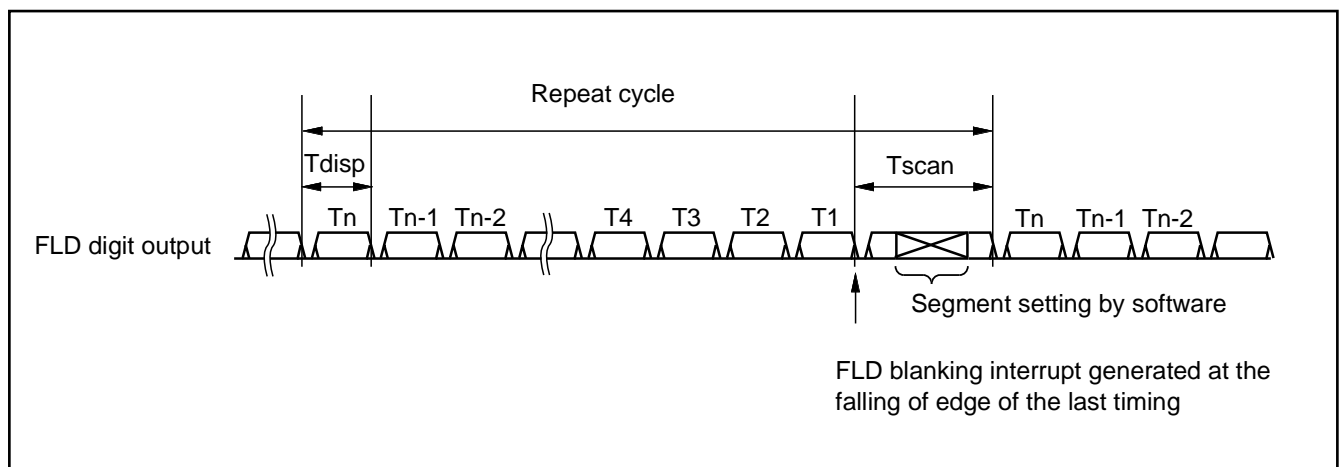 Repeat cycle
Tdisp
Tscan
Tn Tn-1 Tn-2 T4 T3 T2 T1 Tn Tn-1 Tn-2
FLD digit output
Segment setting by software
FLD blanking interrupt generated at the
falling of edge of the last timing